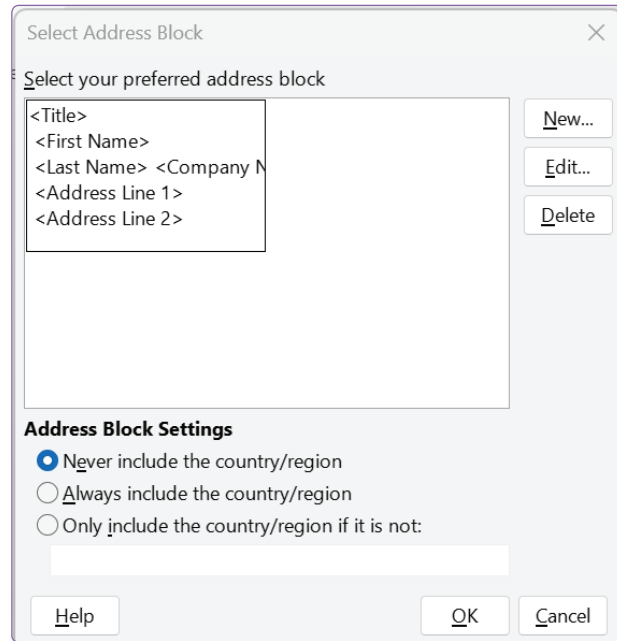 Select Address Block
Select your preferred address block
<Title>
<First Name>
<Last Name> <Company N
<Address Line 1>
<Address Line 2>
New...
Edit...
Delete
Address Block Settings
Never include the country/region
Always include the country/region
Only include the country/region if it is not:
Help
OK
Cancel